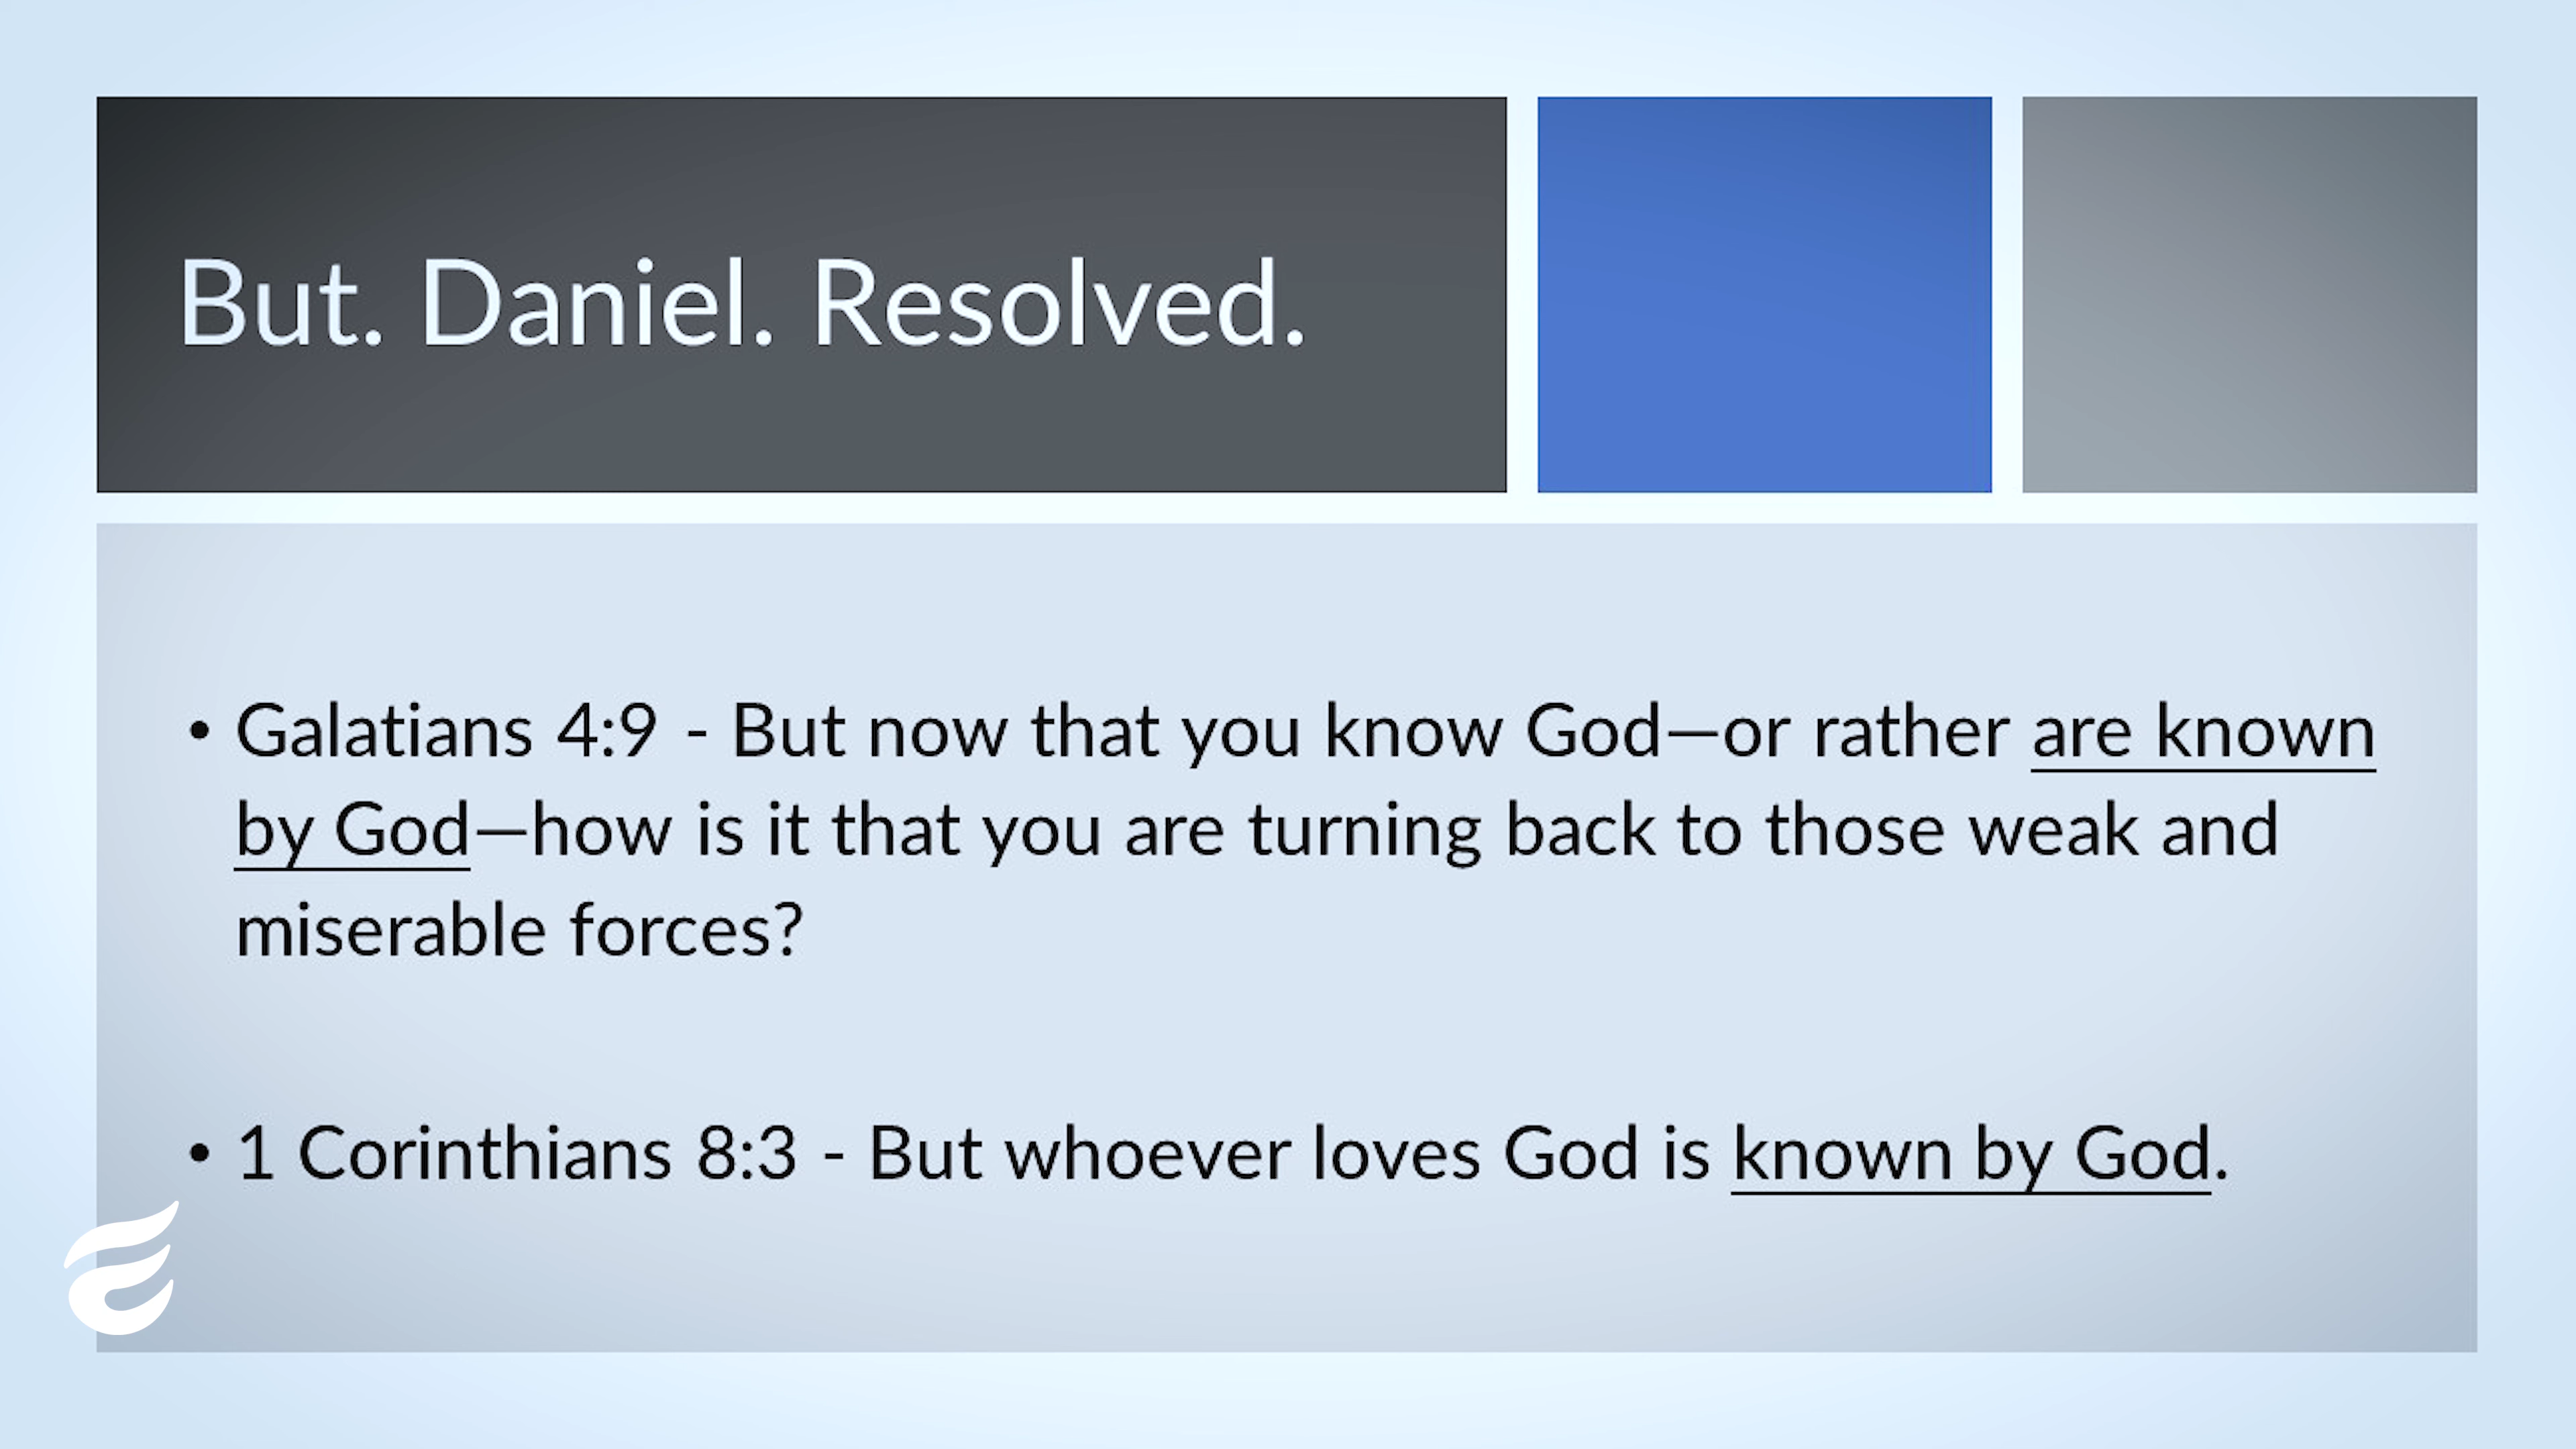 But. Daniel. Resolved.
• Galatians 4:9 - But now that you know God—or rather are known
by God—how is it that you are turning back to those weak and
miserable forces?
• 1 Corinthians 8:3 - But whoever loves God is known by God.